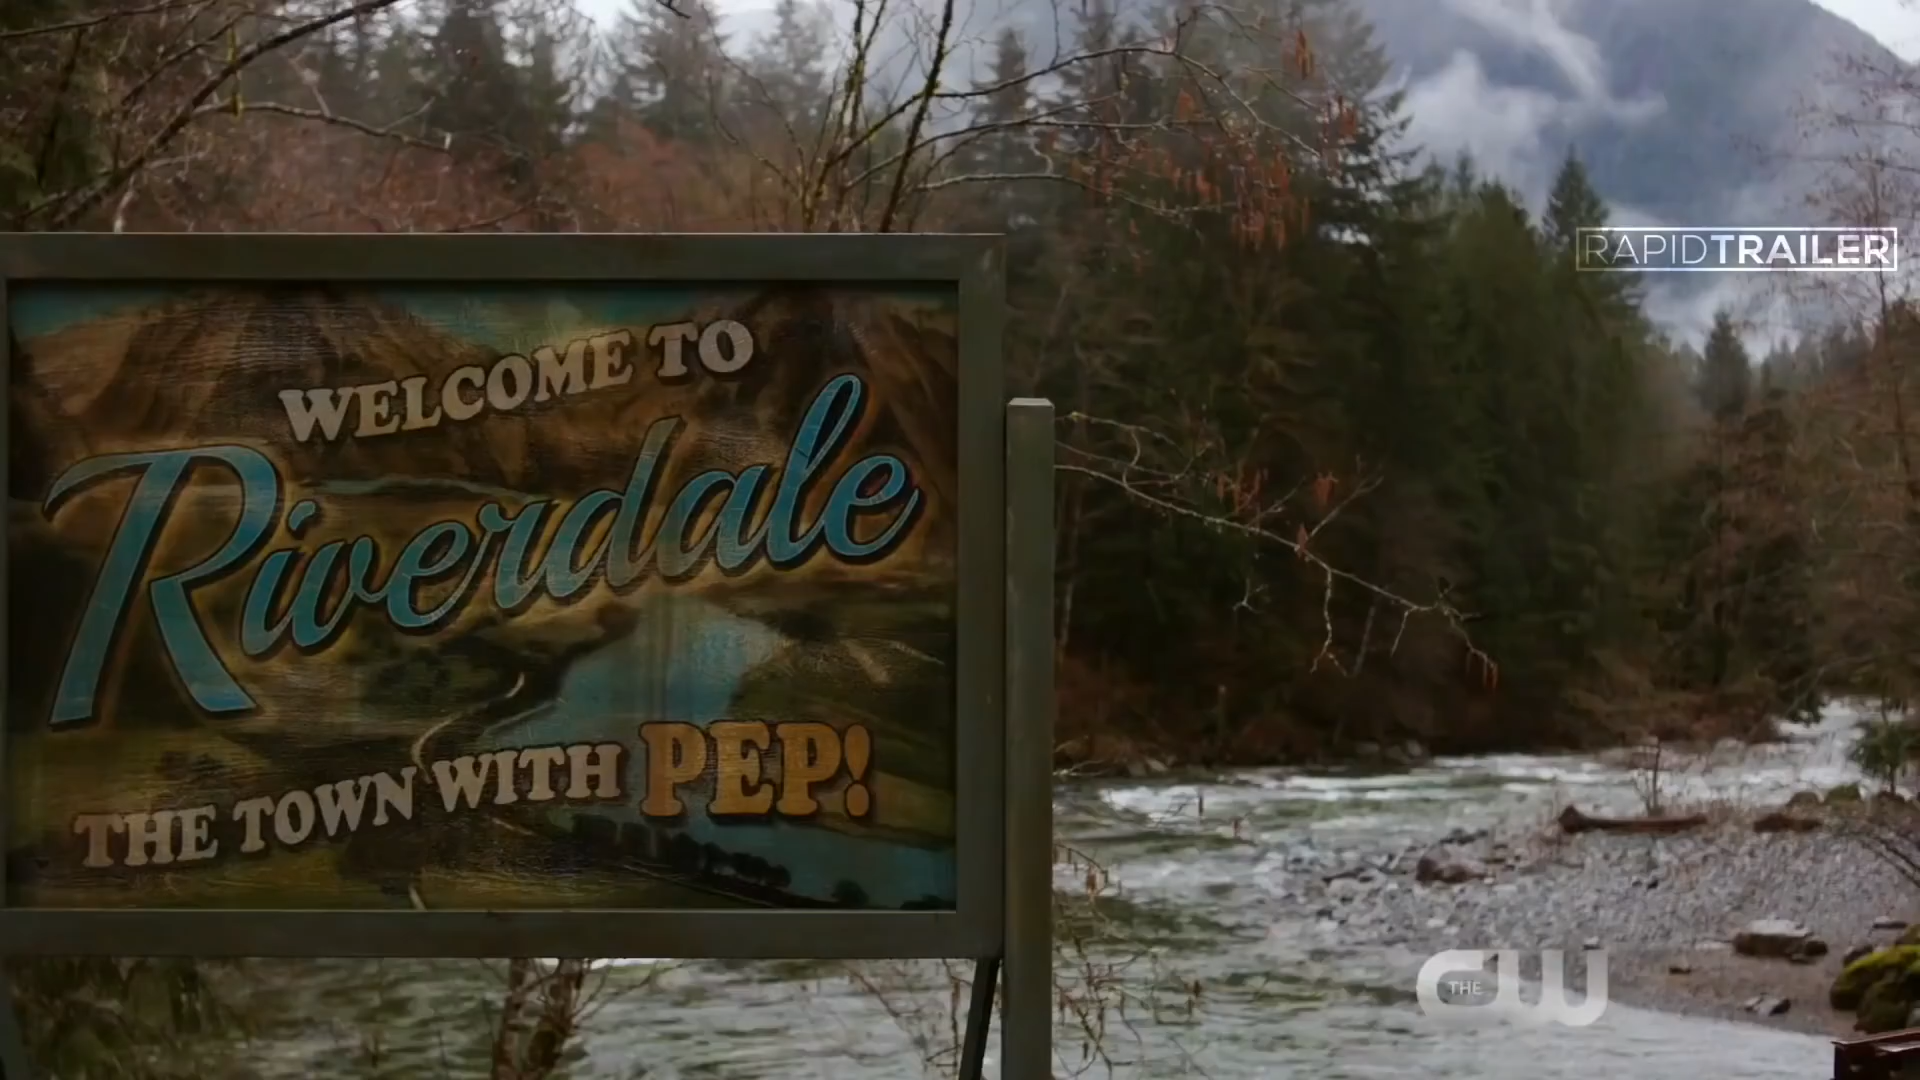 WELCOME TO
Riverdale
THE TOWN WITH PEP!
RAPIDTRAILER
THE CW